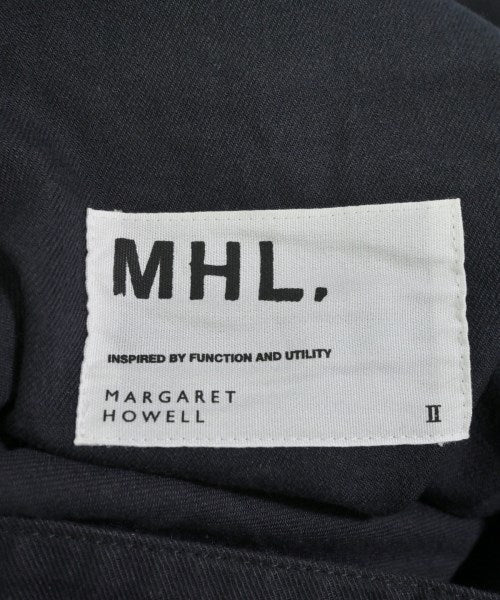 MHL.
INSPIRED BY FUNCTION AND UTILITY
MARGARET
HOWELL
II